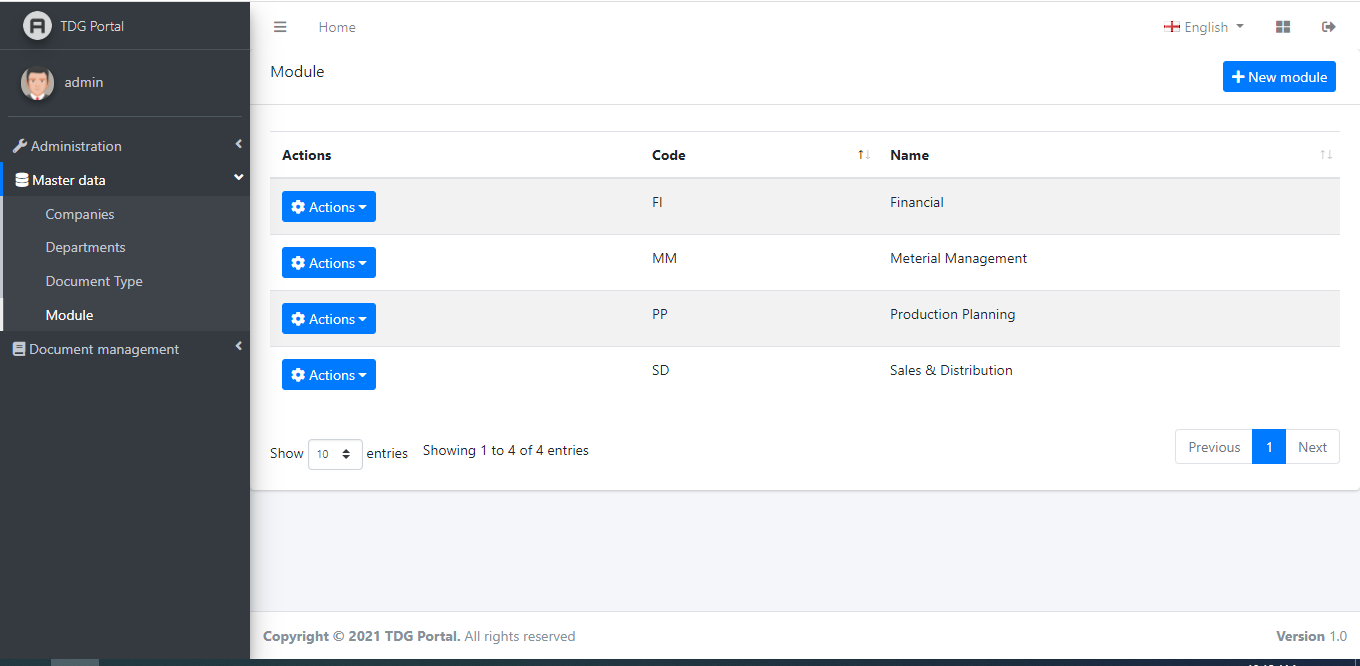 TDG Portal
Home
English
admin
Module
New module
Administration
Master data
Companies
Departments
Document Type
Module
Document management
Actions Code Name
Actions FI Financial
Actions MM Meterial Management
Actions PP Production Planning
Actions SD Sales & Distribution
Show 10 entries Showing 1 to 4 of 4 entries
Previous 1 Next
Copyright © 2021 TDG Portal. All rights reserved
Version 1.0